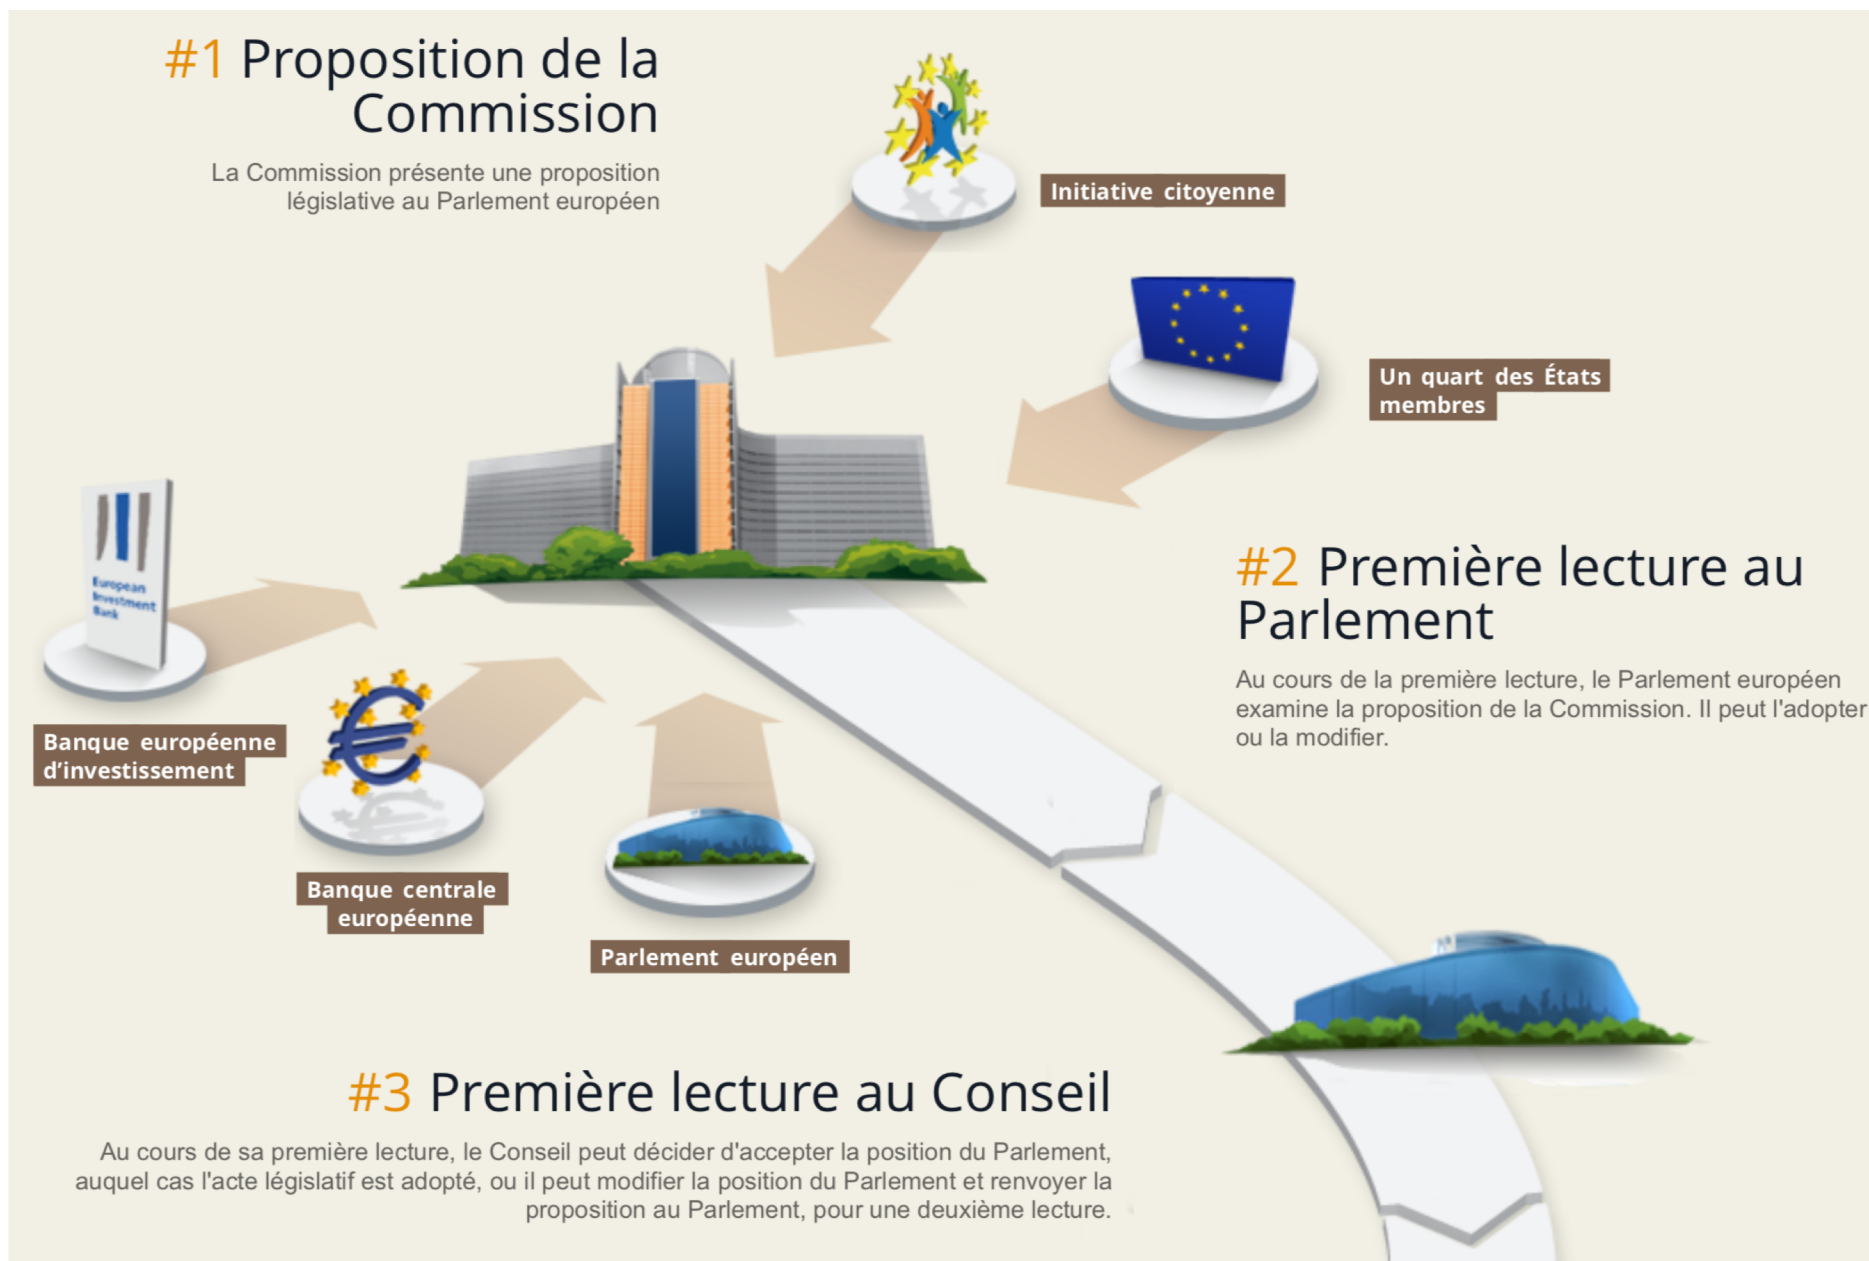 #1 Proposition de la
Commission
La Commission présente une proposition
législative au Parlement européen
Initiative citoyenne
Un quart des États
membres
European
Investment
Bank
Banque européenne
d’investissement
Banque centrale
européenne
Parlement européen
#2 Première lecture au
Parlement
Au cours de la première lecture, le Parlement européen
examine la proposition de la Commission. Il peut l'adopter
ou la modifier.
#3 Première lecture au Conseil
Au cours de sa première lecture, le Conseil peut décider d'accepter la position du Parlement,
auquel cas l'acte législatif est adopté, ou il peut modifier la position du Parlement et renvoyer la
proposition au Parlement, pour une deuxième lecture.